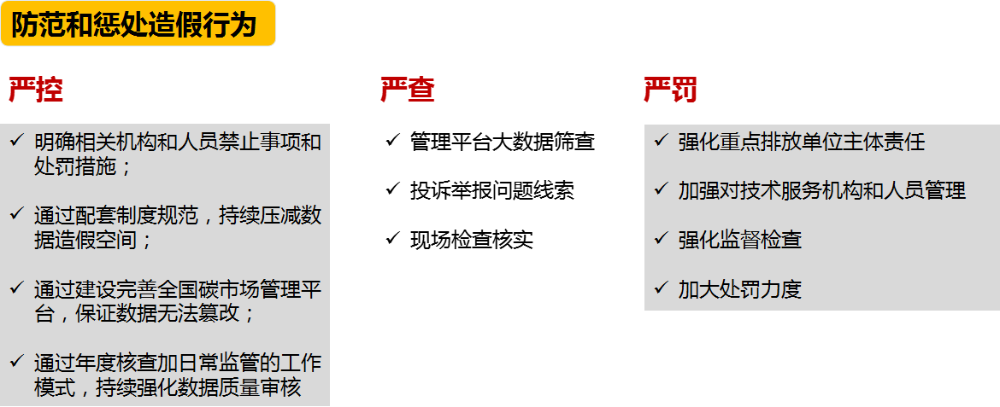 防范和惩处造假行为
严控
明确相关机构和人员禁止事项和
处罚措施；
通过配套制度规范，持续压减数
据造假空间；
通过建设完善全国碳市场管理平
台，保证数据无法篡改；
通过年度核查加日常监管的工作
模式，持续强化数据质量审核
严查
管理平台大数据筛查
投诉举报问题线索
现场检查核实
严罚
强化重点排放单位主体责任
加强对技术服务机构和人员管理
强化监督检查
加大处罚力度